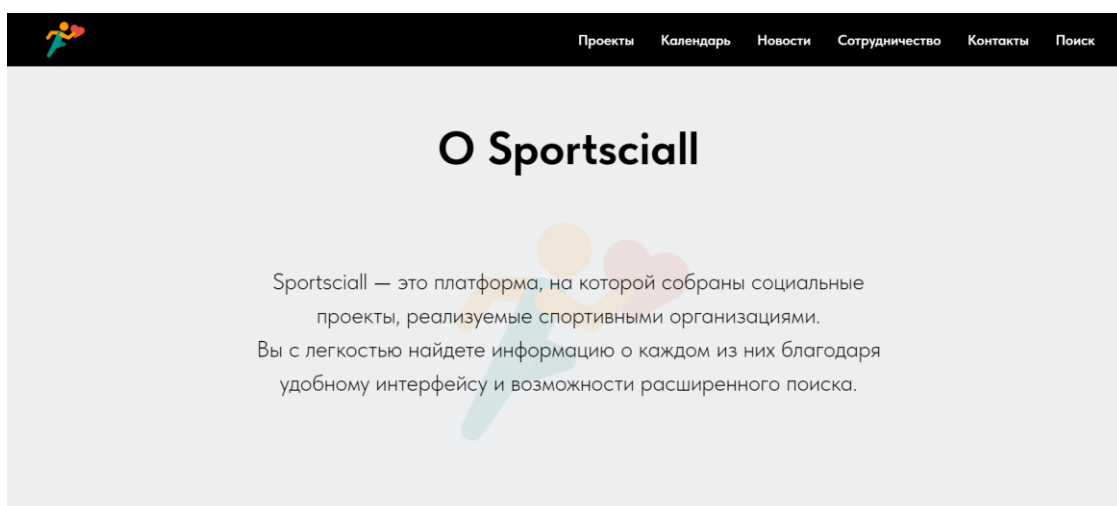 Проекты Календарь Новости Сотрудничество Контакты Поиск
О Sportsciall
Sportsciall — это платформа, на которой собраны социальные
проекты, реализуемые спортивными организациями.
Вы с легкостью найдете информацию о каждом из них благодаря
удобному интерфейсу и возможности расширенного поиска.